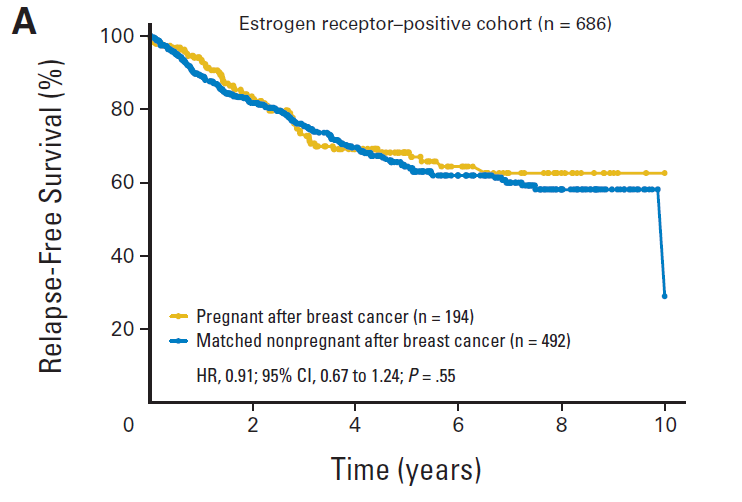 A
Estrogen receptor–positive cohort (n = 686)
Relapse-Free Survival (%)
100
80
60
40
20
Pregnant after breast cancer (n = 194)
Matched nonpregnant after breast cancer (n = 492)
HR, 0.91; 95% CI, 0.67 to 1.24; P = .55
0 2 4 6 8 10
Time (years)